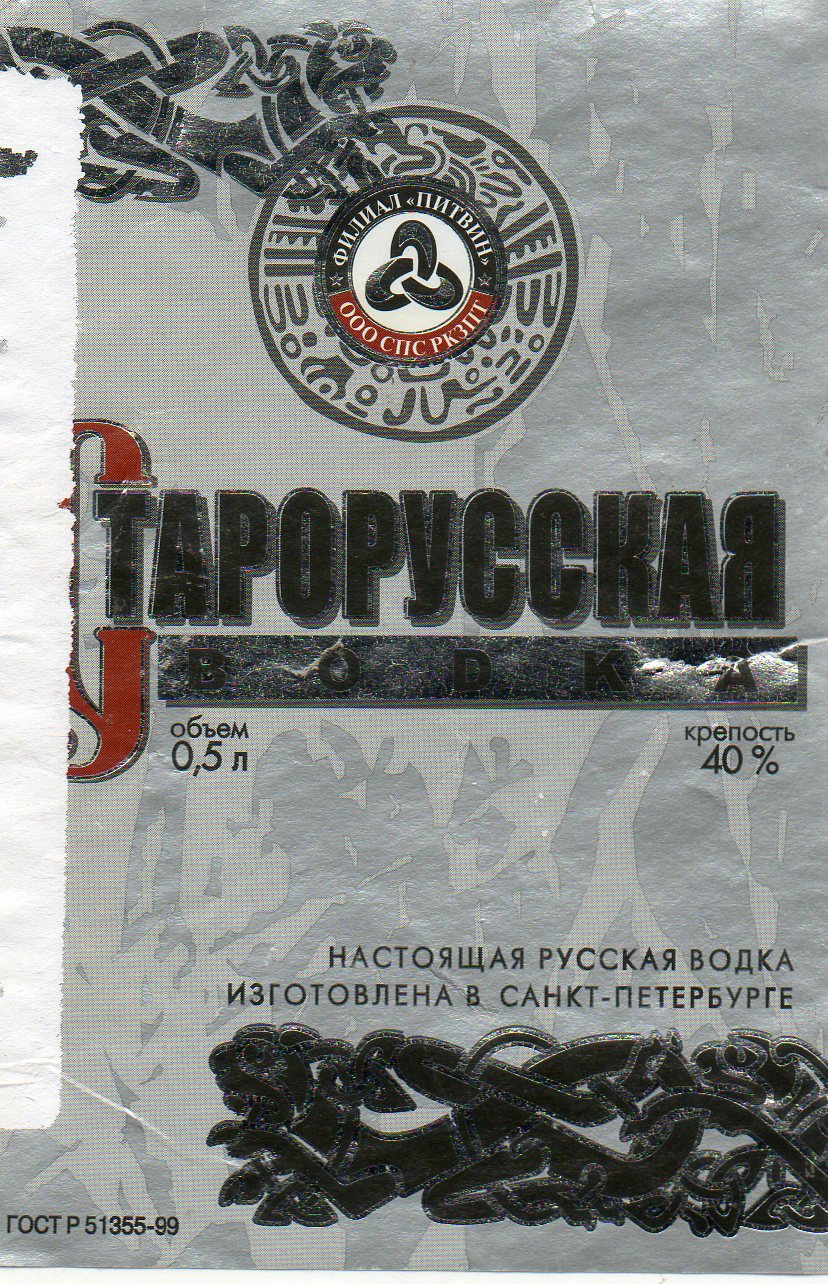 ФИЛИАЛ «ПИТВИН»
ООО СПС РКЗПТ
СТАРОРУССКАЯ
ВОДКА
объем
0,5 л
крепость
40 %
НАСТОЯЩАЯ РУССКАЯ ВОДКА
ИЗГОТОВЛЕНА В САНКТ-ПЕТЕРБУРГЕ
ГОСТ Р 51355-99